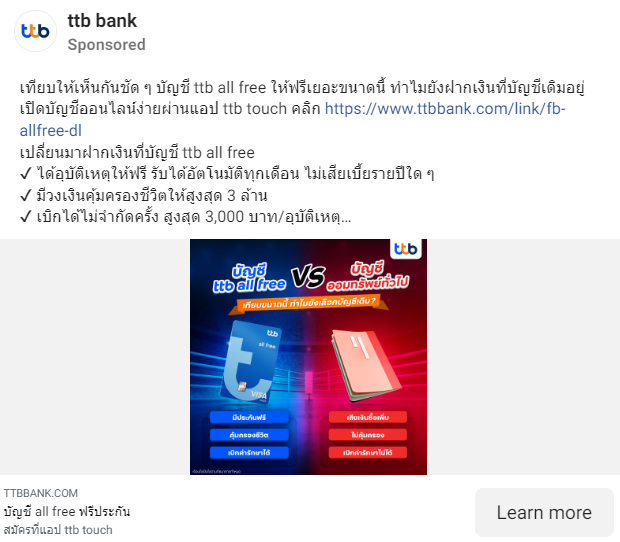 ttb bank
Sponsored
ttb
เทียบให้เห็นกันชัด ๆ บัญชี ttb all free ให้ฟรีเยอะขนาดนี้ ทำไมยังฝากเงินที่บัญชีเดิมอยู่
เปิดบัญชีออนไลน์ง่ายผ่านแอป ttb touch คลิก https://www.ttbbank.com/link/fb-
allfree-dl
เปลี่ยนมาฝากเงินที่บัญชี ttb all free
✓ ได้อุบัติเหตุให้ฟรี รับได้อัตโนมัติทุกเดือน ไม่เสียเบี้ยรายปีใด ๆ
✓ มีวงเงินคุ้มครองชีวิตให้สูงสุด 3 ล้าน
✓ เบิกได้ไม่จำกัดครั้ง สูงสุด 3,000 บาท/อุบัติเหตุ...
ttb
บัญชี
ttb all free
VS
บัญชี
ออมทรัพย์ทั่วไป
เทียบขนาดนี้ ทำไมยังเลือกบัญชีเดิม ?
ttb
all free
VISA
มีประกันฟรี
เสียเงินซื้อเพิ่ม
คุ้มครองชีวิต
ไม่คุ้มครอง
เบิกค่ารักษาได้
เบิกค่ารักษาไม่ได้
TTBBANK.COM
บัญชี all free ฟรีประกัน
สมัครที่แอป ttb touch
Learn more